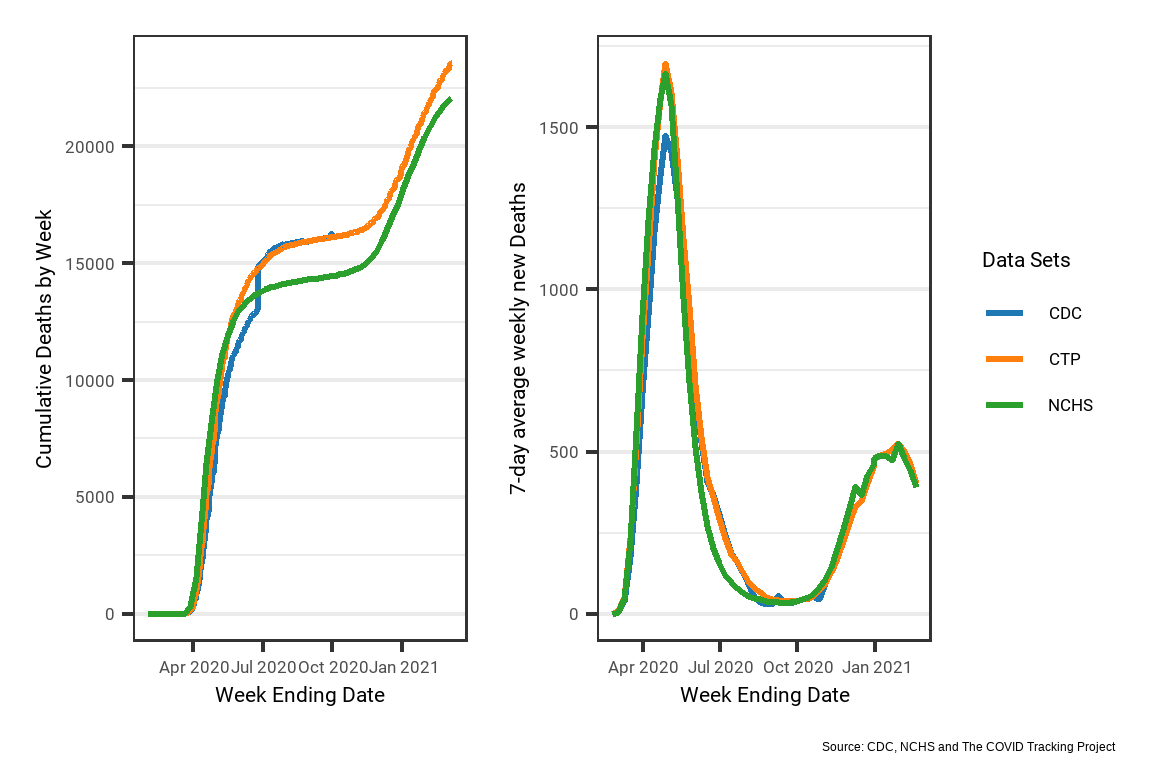 Cumulative Deaths by Week
20000
15000
10000
5000
0
Apr 2020 Jul 2020 Oct 2020 Jan 2021
Week Ending Date
7-day average weekly new Deaths
1500
1000
500
0
Apr 2020 Jul 2020 Oct 2020 Jan 2021
Week Ending Date
Data Sets
CDC
CTP
NCHS
Source: CDC, NCHS and The COVID Tracking Project